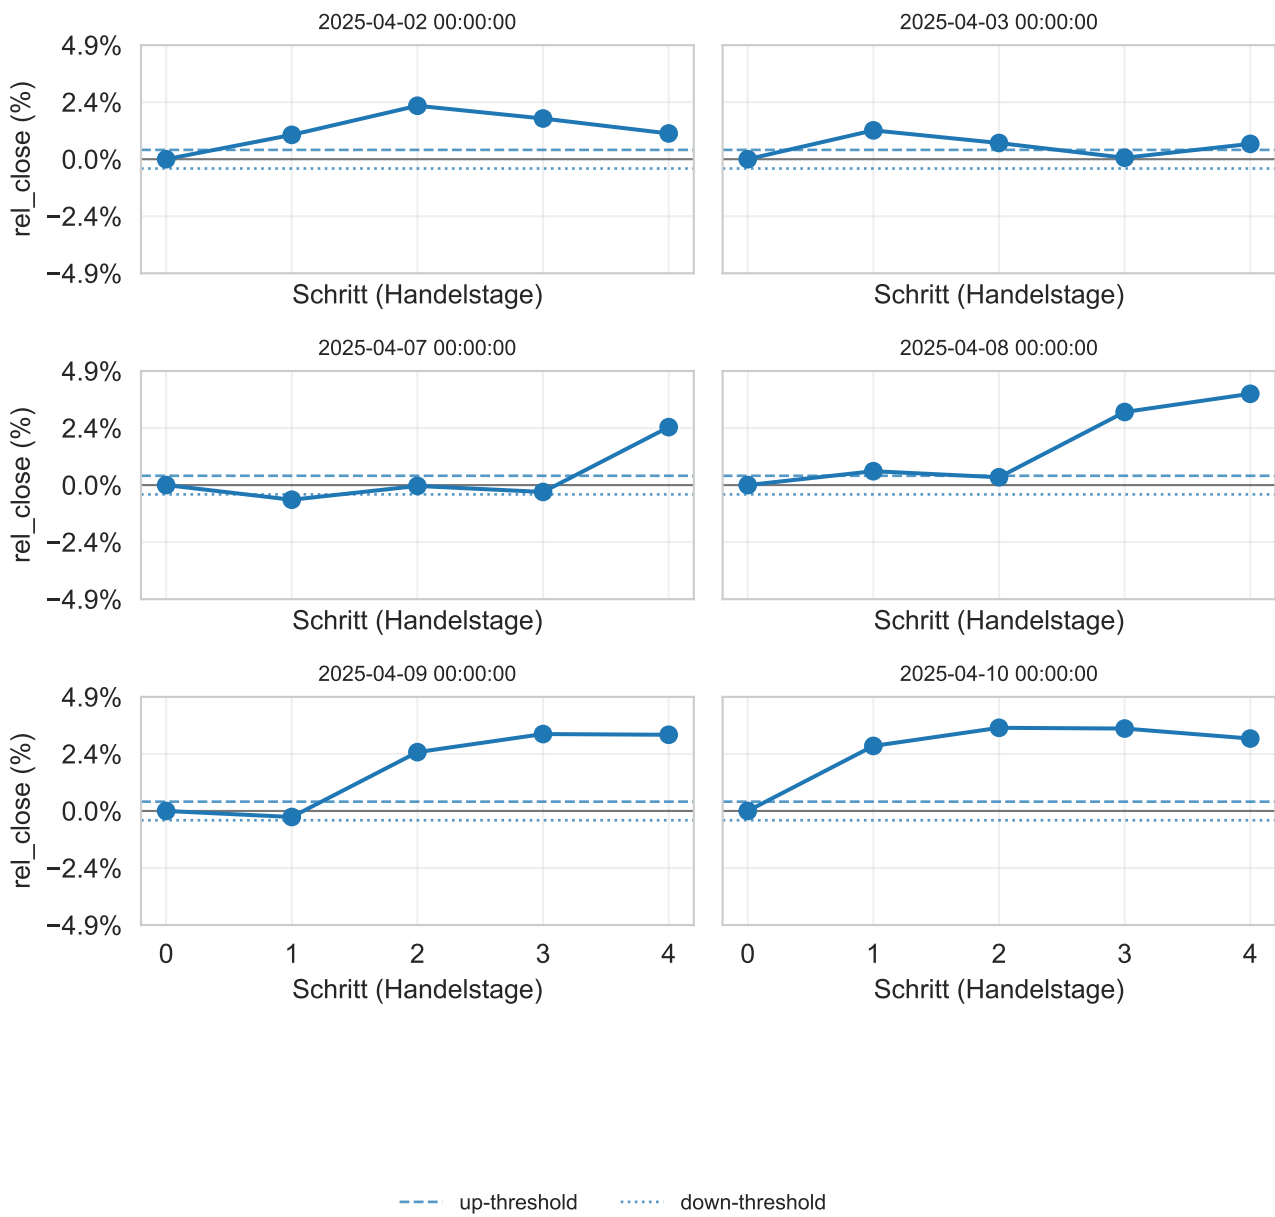 2025-04-02 00:00:00
2025-04-03 00:00:00
4.9%
2.4%
0.0%
−2.4%
−4.9%
rel_close (%)
Schritt (Handelstage)
Schritt (Handelstage)
2025-04-07 00:00:00
2025-04-08 00:00:00
4.9%
2.4%
0.0%
−2.4%
−4.9%
rel_close (%)
Schritt (Handelstage)
Schritt (Handelstage)
2025-04-09 00:00:00
2025-04-10 00:00:00
4.9%
2.4%
0.0%
−2.4%
−4.9%
rel_close (%)
0 1 2 3 4
0 1 2 3 4
Schritt (Handelstage)
Schritt (Handelstage)
up-threshold
down-threshold